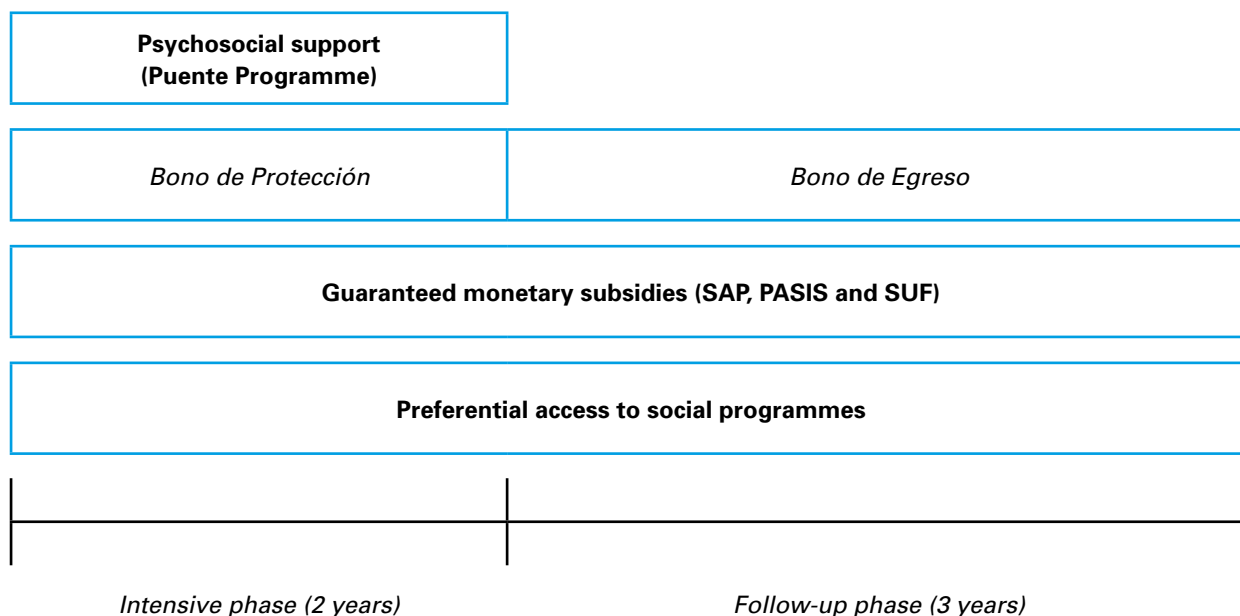 Psychosocial support
(Puente Programme)
Bono de Protección
Bono de Egreso
Guaranteed monetary subsidies (SAP, PASIS and SUF)
Preferential access to social programmes
Intensive phase (2 years)
Follow-up phase (3 years)